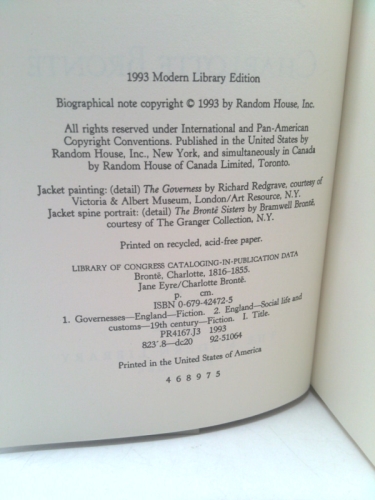 1993 Modern Library Edition
Biographical note copyright © 1993 by Random House, Inc.
All rights reserved under International and Pan-American
Copyright Conventions. Published in the United States by
Random House, Inc., New York, and simultaneously in Canada
by Random House of Canada Limited, Toronto.
Jacket painting: (detail) The Governess by Richard Redgrave, courtesy of
Victoria & Albert Museum, London/Art Resource, N.Y.
Jacket spine portrait: (detail) The Brontë Sisters by Bramwell Brontë,
courtesy of The Granger Collection, N.Y.
Printed on recycled, acid-free paper.
LIBRARY OF CONGRESS CATALOGING-IN-PUBLICATION DATA
Brontë, Charlotte, 1816–1855.
Jane Eyre/Charlotte Brontë.
p. cm.
ISBN 0-679-42472-5
1. Governesses—England—Fiction. 2. England—Social life and
customs—19th century—Fiction. I. Title.
PR4167.J3 1993
823'.8—dc20 92-51064
Printed in the United States of America
4 6 8 9 7 5